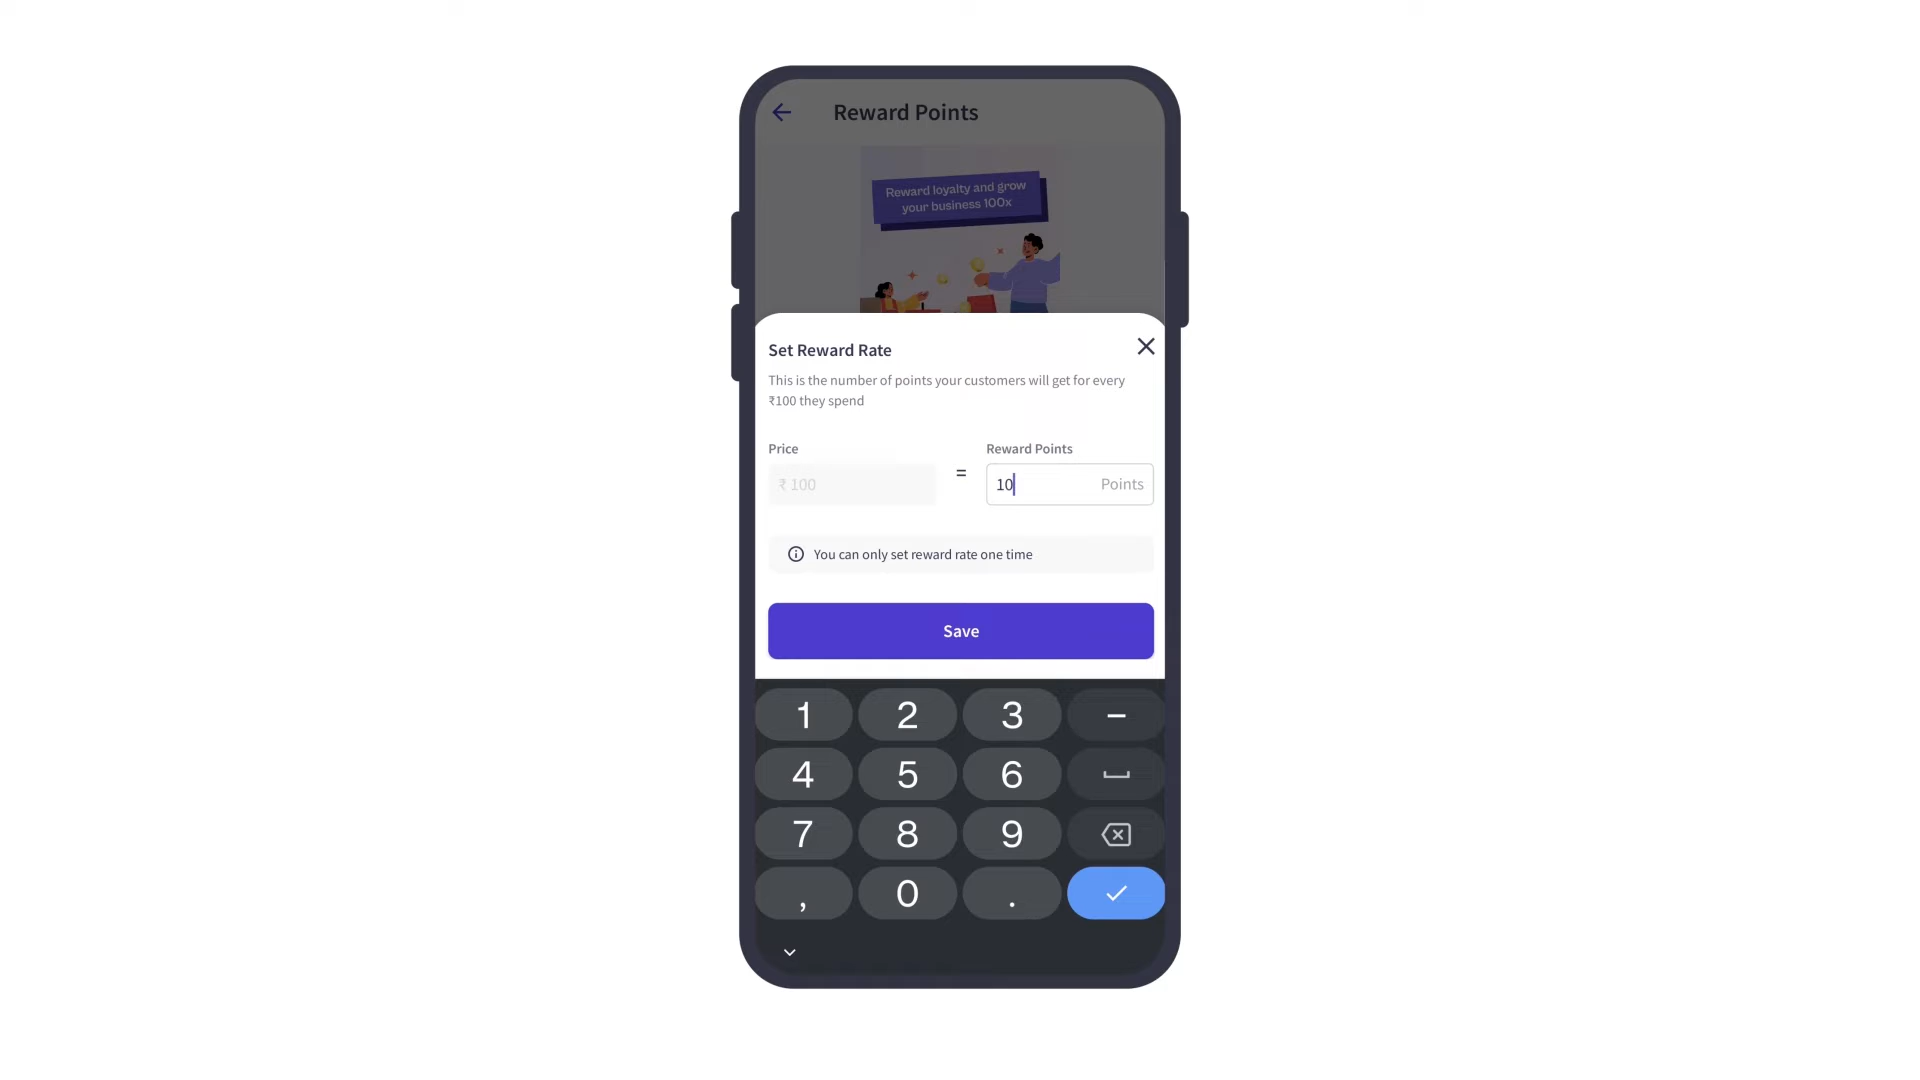 Reward Points
Reward loyalty and grow
your business 100x
Set Reward Rate
This is the number of points your customers will get for every
₹100 they spend
Price
Reward Points
₹ 100
=
10
Points
You can only set reward rate one time
Save
1 2 3 –
4 5 6
7 8 9
, 0 .